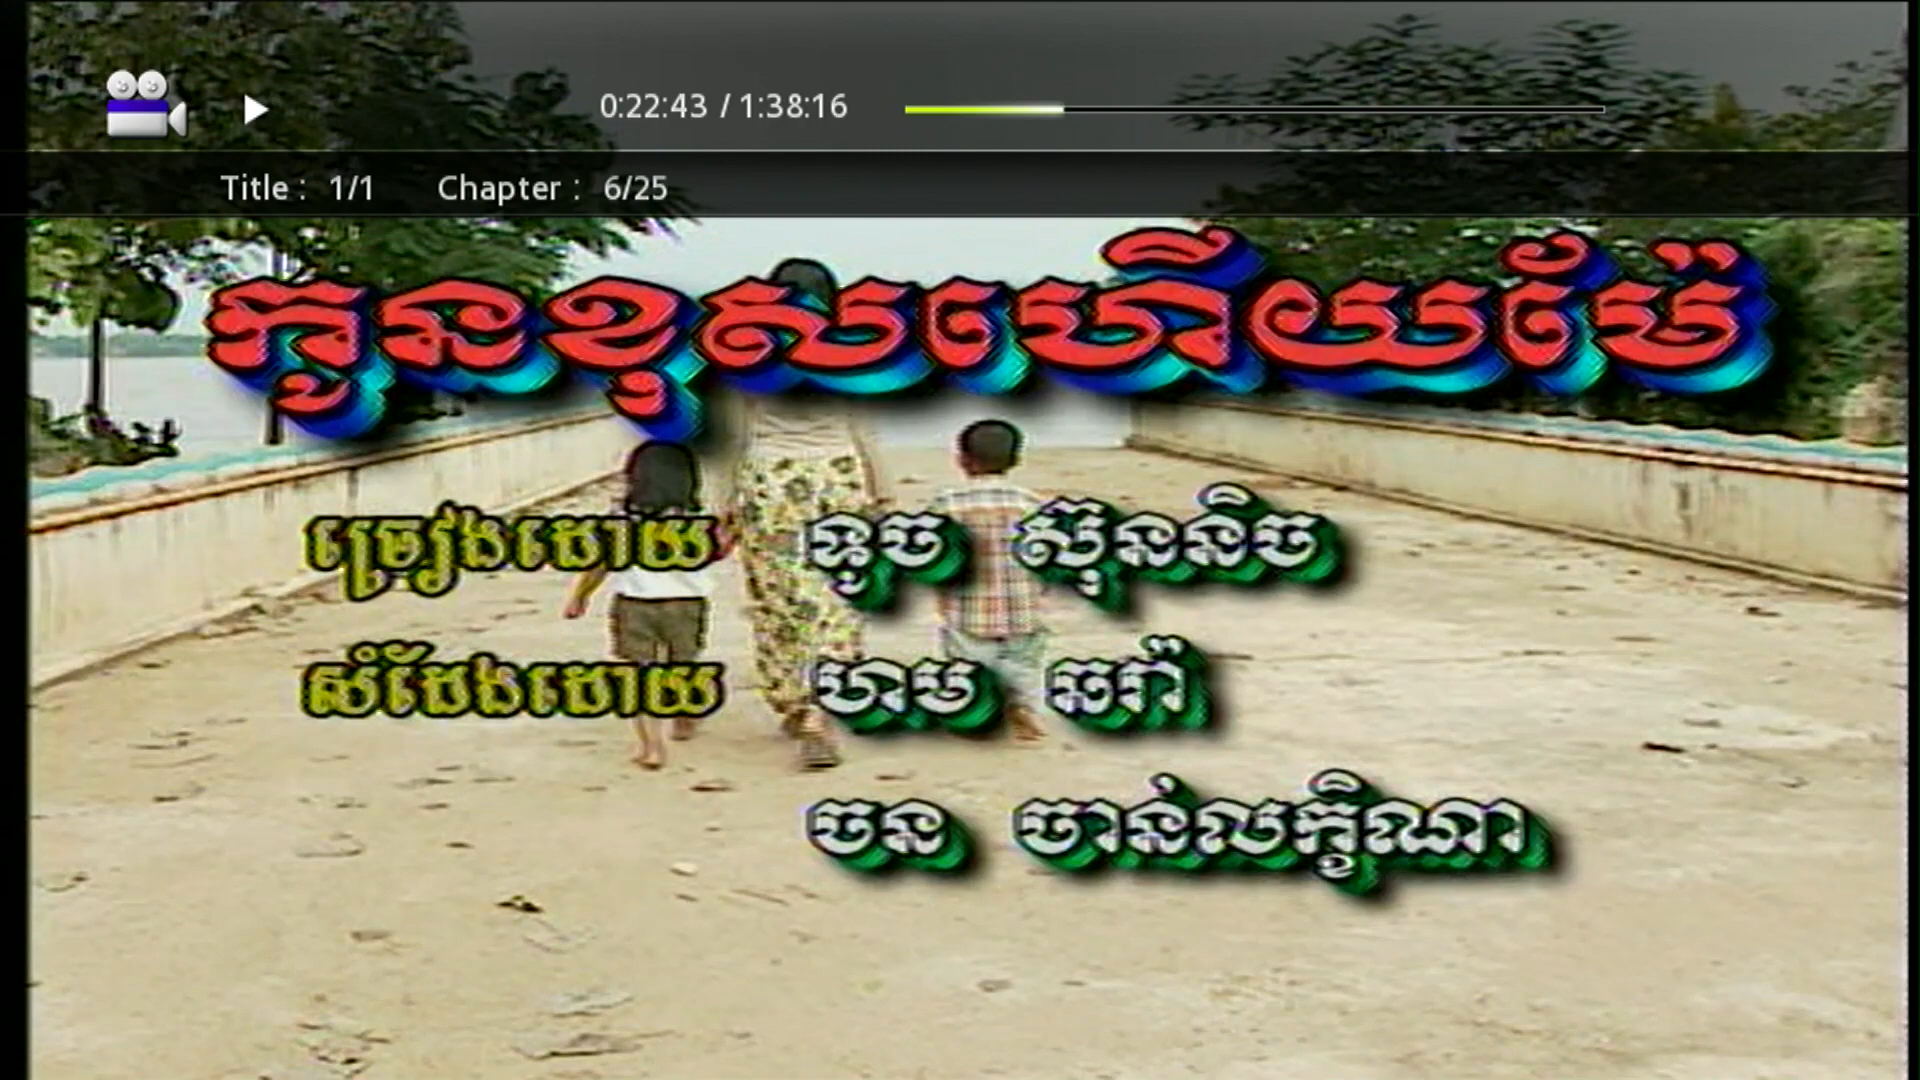 0:22:43 / 1:38:16
Title : 1/1 Chapter : 6/25
កូនខុសហើយម៉ែ
ច្រៀងដោយ ទូច ស៊ុននិច
សំដែងដោយ ហម ឆវ៉ា
ចន ចាន់លក្ខិណា